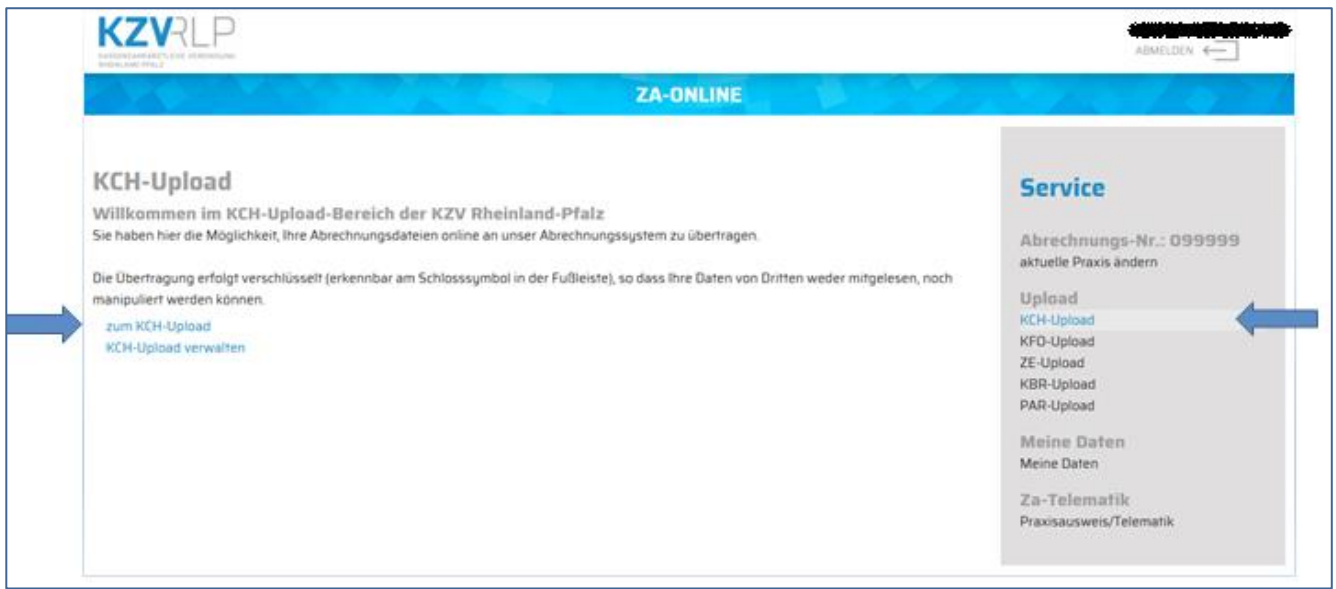 KZVRLP
KASSENZAHNÄRZTLICHE VEREINIGUNG
RHEINLAND-PFALZ
ABMELDEN
ZA-ONLINE
KCH-Upload
Willkommen im KCH-Upload-Bereich der KZV Rheinland-Pfalz
Sie haben hier die Möglichkeit, Ihre Abrechnungsdateien online an unser Abrechnungssystem zu übertragen.
Die Übertragung erfolgt verschlüsselt (erkennbar am Schlosssymbol in der Fußleiste), so dass Ihre Daten von Dritten weder mitgelesen, noch
manipuliert werden können.
zum KCH-Upload
KCH-Upload verwalten
Service
Abrechnungs-Nr.: 099999
aktuelle Praxis ändern
Upload
KCH-Upload
KFO-Upload
ZE-Upload
KBR-Upload
PAR-Upload
Meine Daten
Meine Daten
Za-Telematik
Praxisausweis/Telematik